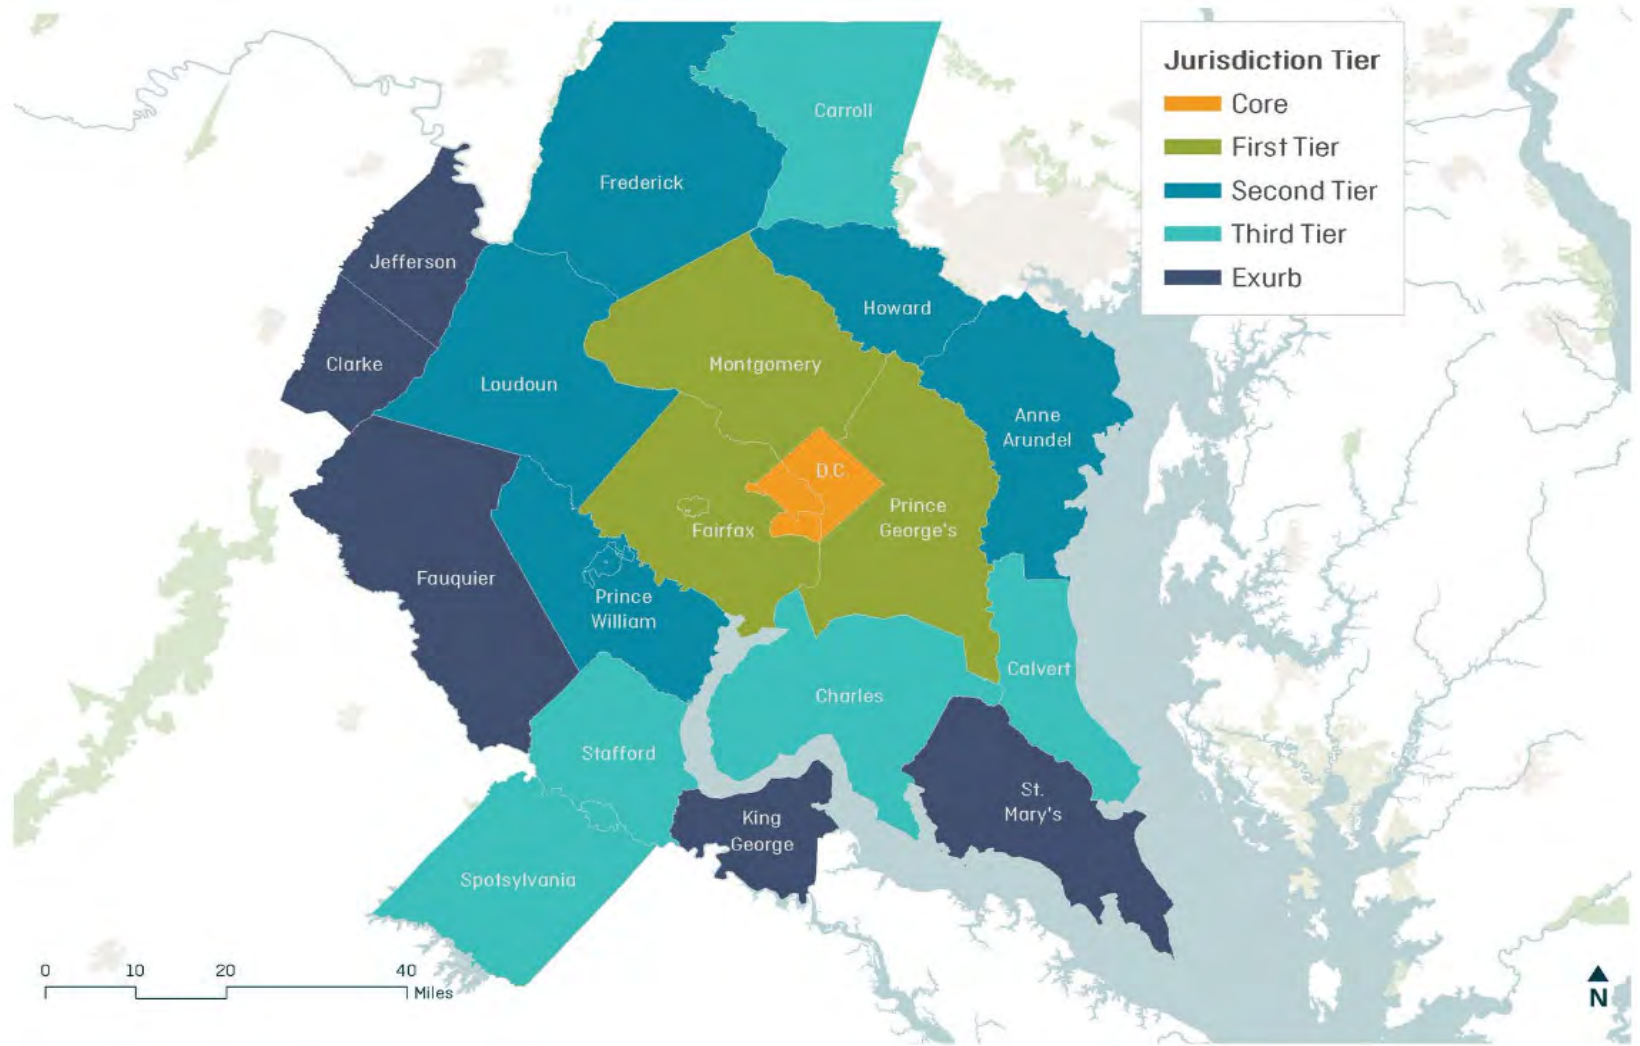 Jurisdiction Tier
Core
First Tier
Second Tier
Third Tier
Exurb
Carroll
Frederick
Jefferson
Howard
Clarke
Montgomery
Loudoun
Anne
Arundel
D.C.
Prince
George's
Fairfax
Fauquier
Prince
William
Calvert
Charles
Stafford
St.
Mary's
King
George
Spotsylvania
0 10 20 40
Miles
N